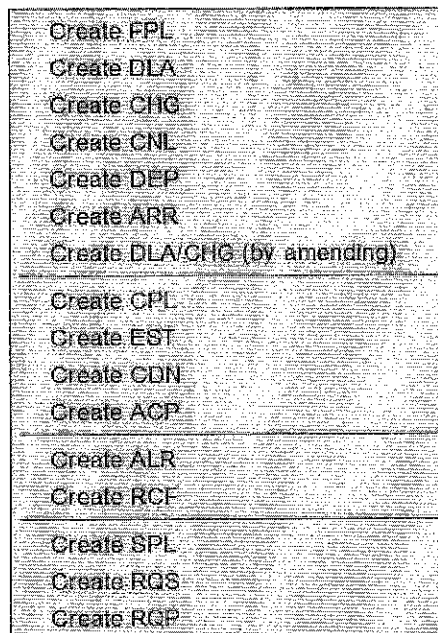 Create FPL
Create DLA
Create CHG
Create CNL
Create DEP
Create ARR
Create DLA/CHG (by amending)
Create CPL
Create EST
Create CDN
Create ACP
Create ALR
Create RCF
Create SPL
Create RQS
Create RQP